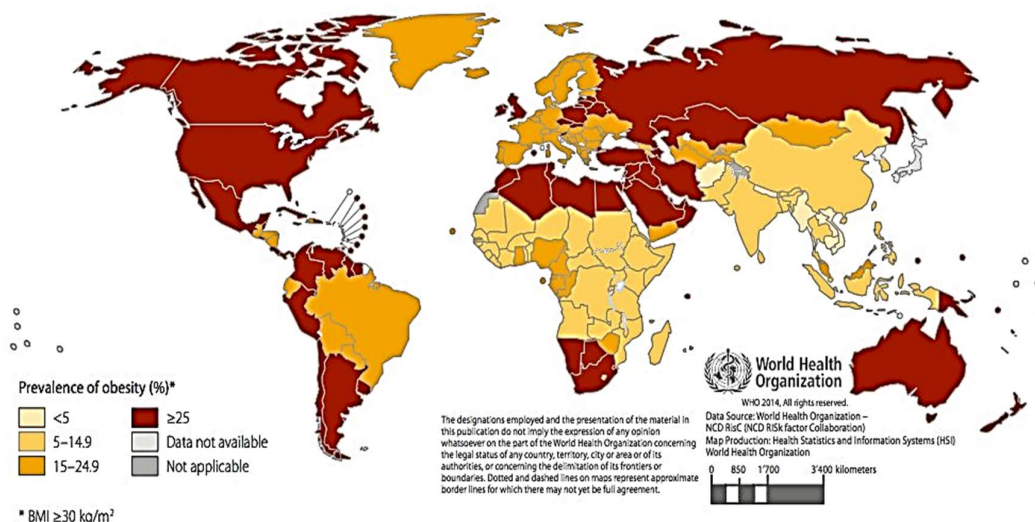 Prevalence of obesity (%)*
<5
5–14.9
15–24.9
≥25
Data not available
Not applicable
* BMI ≥30 kg/m²
The designations employed and the presentation of the material in
this publication do not imply the expression of any opinion
whatsoever on the part of the World Health Organization concerning
the legal status of any country, territory, city or area or of its
authorities, or concerning the delimitation of its frontiers or
boundaries. Dotted and dashed lines on maps represent approximate
border lines for which there may not yet be full agreement.
World Health
Organization
WHO 2014, All rights reserved.
Data Source: World Health Organization –
NCD RisC (NCD RISk factor Collaboration)
Map Production: Health Statistics and Information Systems (HSI)
World Health Organization
0 850 1'700 3'400 kilometers